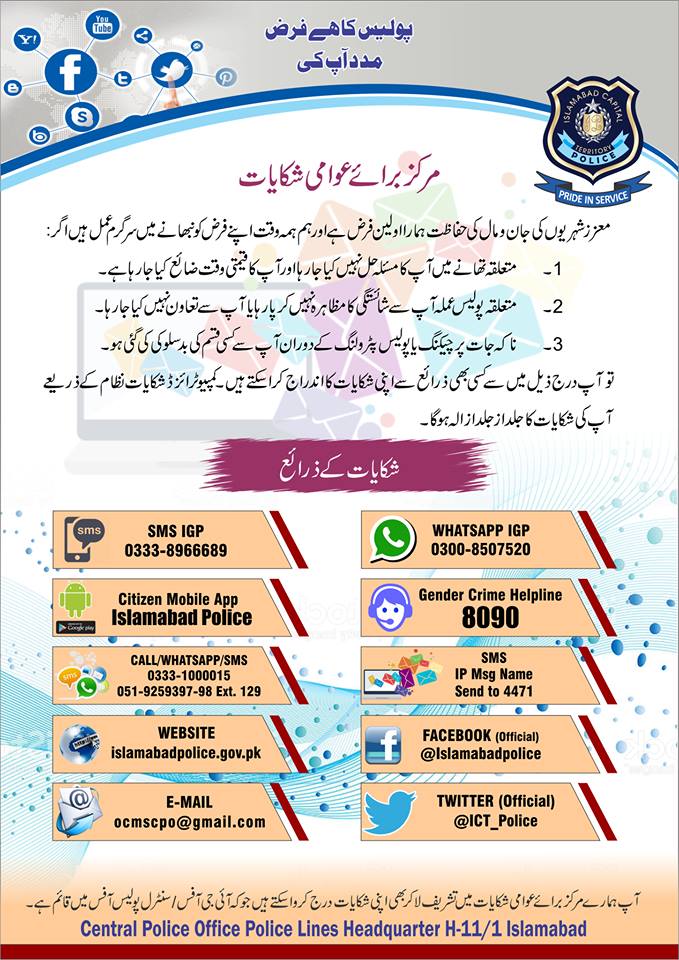 پولیس کا ھے فرض
مدد آپ کی
You
Tube
ISLAMABAD CAPITAL
TERRITORY
POLICE
PRIDE IN SERVICE
مرکز برائے عوامی شکایات
معزز شہریوں کی جان و مال کی حفاظت ہمارا اولین فرض ہے اور ہم ہمہ وقت اپنے فرض کو نبھانے میں سرگرم عمل ہیں اگر:
1۔ متعلقہ تھانے میں آپ کا مسئلہ حل نہیں کیا جا رہا اور آپ کا قیمتی وقت ضائع کیا جا رہا ہے۔
2۔ متعلقہ پولیس عملہ آپ سے شائستگی کا مظاہرہ نہیں کر پا رہا یا آپ سے تعاون نہیں کیا جا رہا۔
3۔ ناکہ جات پر چیکنگ یا پولیس پٹرولنگ کے دوران آپ سے کسی قسم کی بدسلوکی کی گئی ہو۔
تو آپ درج ذیل میں سے کسی بھی ذرائع سے اپنی شکایات کا اندراج کرا سکتے ہیں۔ کمپیوٹرائزڈ شکایات نظام کے ذریعے
آپ کی شکایات کا جلد از جلد ازالہ ہوگا۔
شکایات کے ذرائع
sms
SMS IGP
0333-8966689
WHATSAPP IGP
0300-8507520
Google play
Citizen Mobile App
Islamabad Police
Gender Crime Helpline
8090
sms
CALL/WHATSAPP/SMS
0333-1000015
051-9259397-98 Ext. 129
SMS
IP Msg Name
Send to 4471
WEBSITE
islamabadpolice.gov.pk
FACEBOOK (Official)
@Islamabadpolice
E-MAIL
ocmscpo@gmail.com
TWITTER (Official)
@ICT_Police
آپ ہمارے مرکز برائے عوامی شکایات میں تشریف لا کر بھی اپنی شکایات درج کروا سکتے ہیں جو کہ آئی جی آفس/سنٹرل پولیس آفس میں قائم ہے۔
Central Police Office Police Lines Headquarter H-11/1 Islamabad